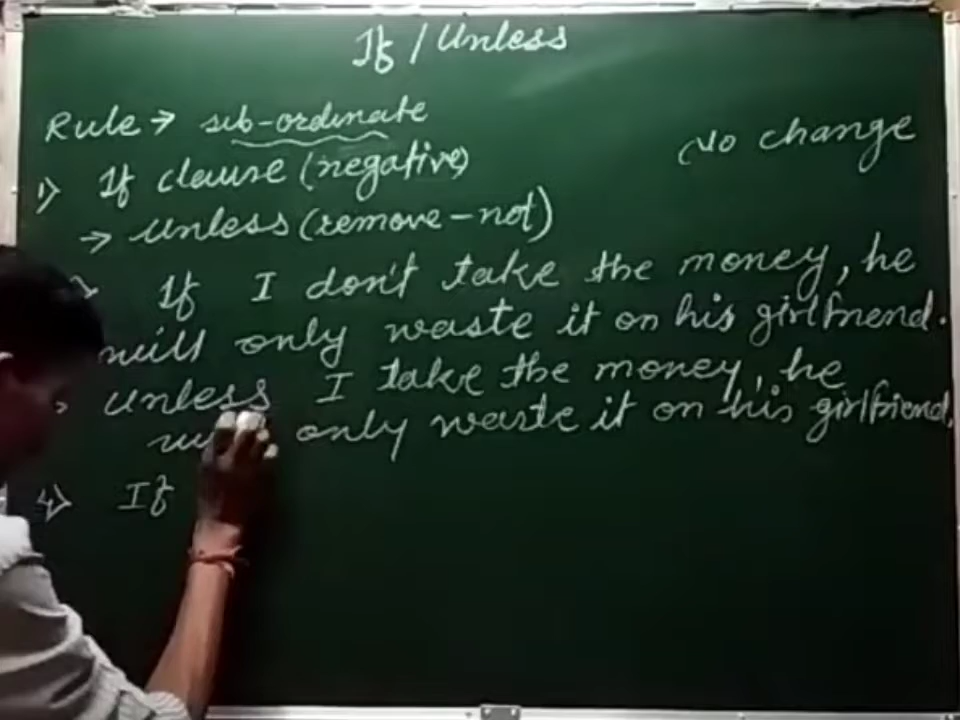 If / Unless
Rule → sub-ordinate
No change
1) If clause (negative)
→ unless (remove - not)
If I don't take the money, he
will only waste it on his girlfriend.
unless I take the money, he
only waste it on his girlfriend.
4) If